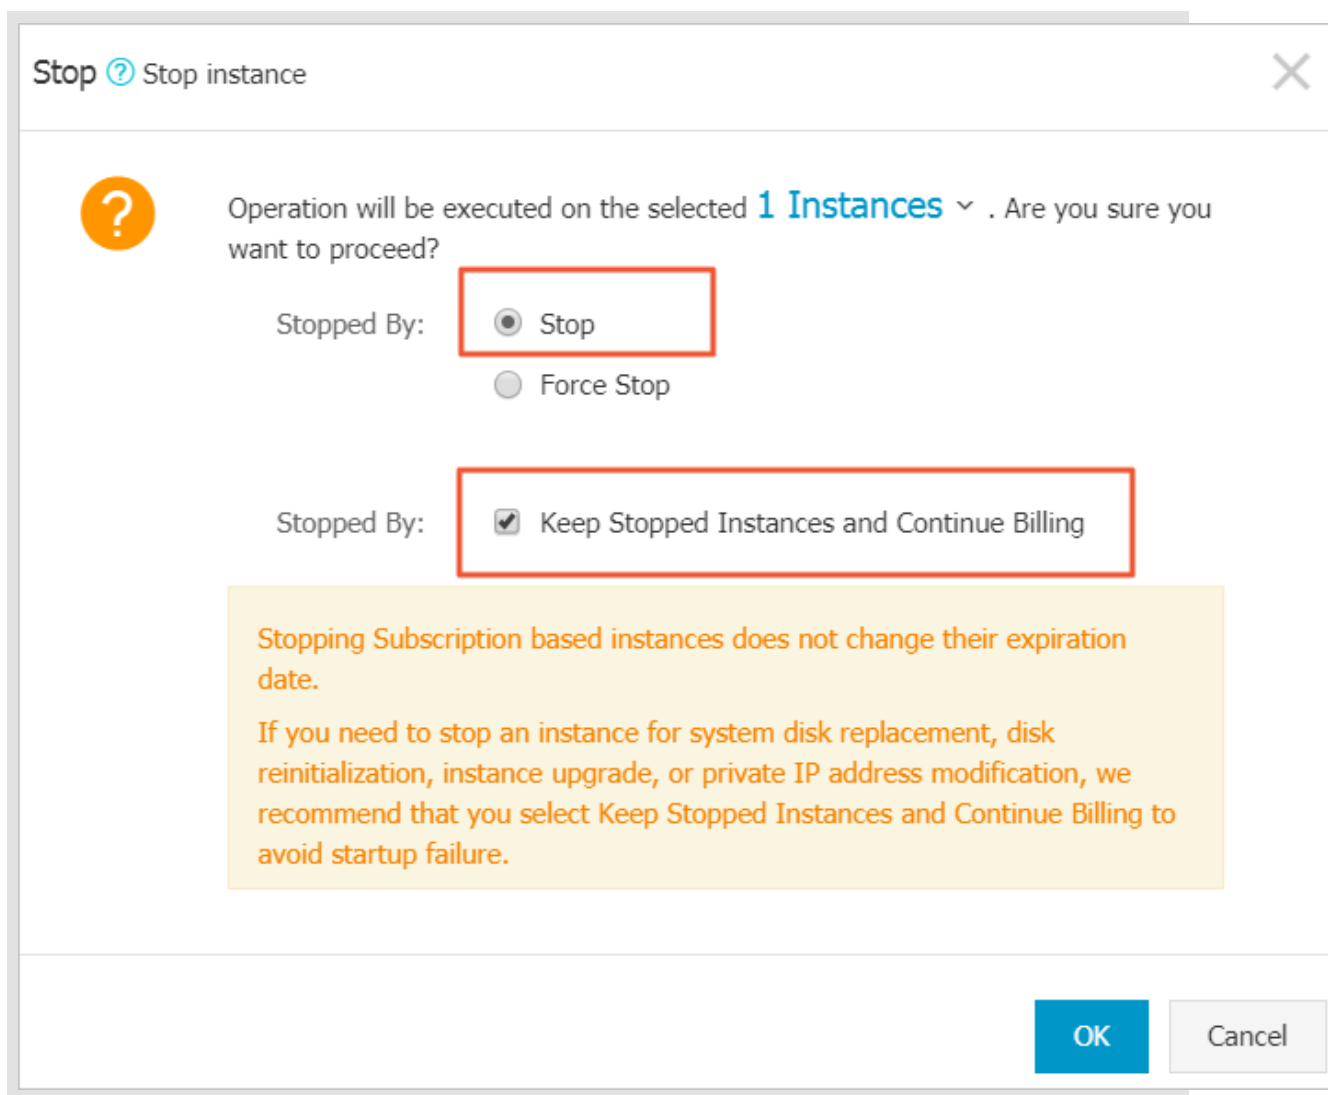 Stop ? Stop instance
?
Operation will be executed on the selected 1 Instances . Are you sure you
want to proceed?
Stopped By: Stop
Force Stop
Stopped By: Keep Stopped Instances and Continue Billing
Stopping Subscription based instances does not change their expiration
date.
If you need to stop an instance for system disk replacement, disk
reinitialization, instance upgrade, or private IP address modification, we
recommend that you select Keep Stopped Instances and Continue Billing to
avoid startup failure.
OK Cancel